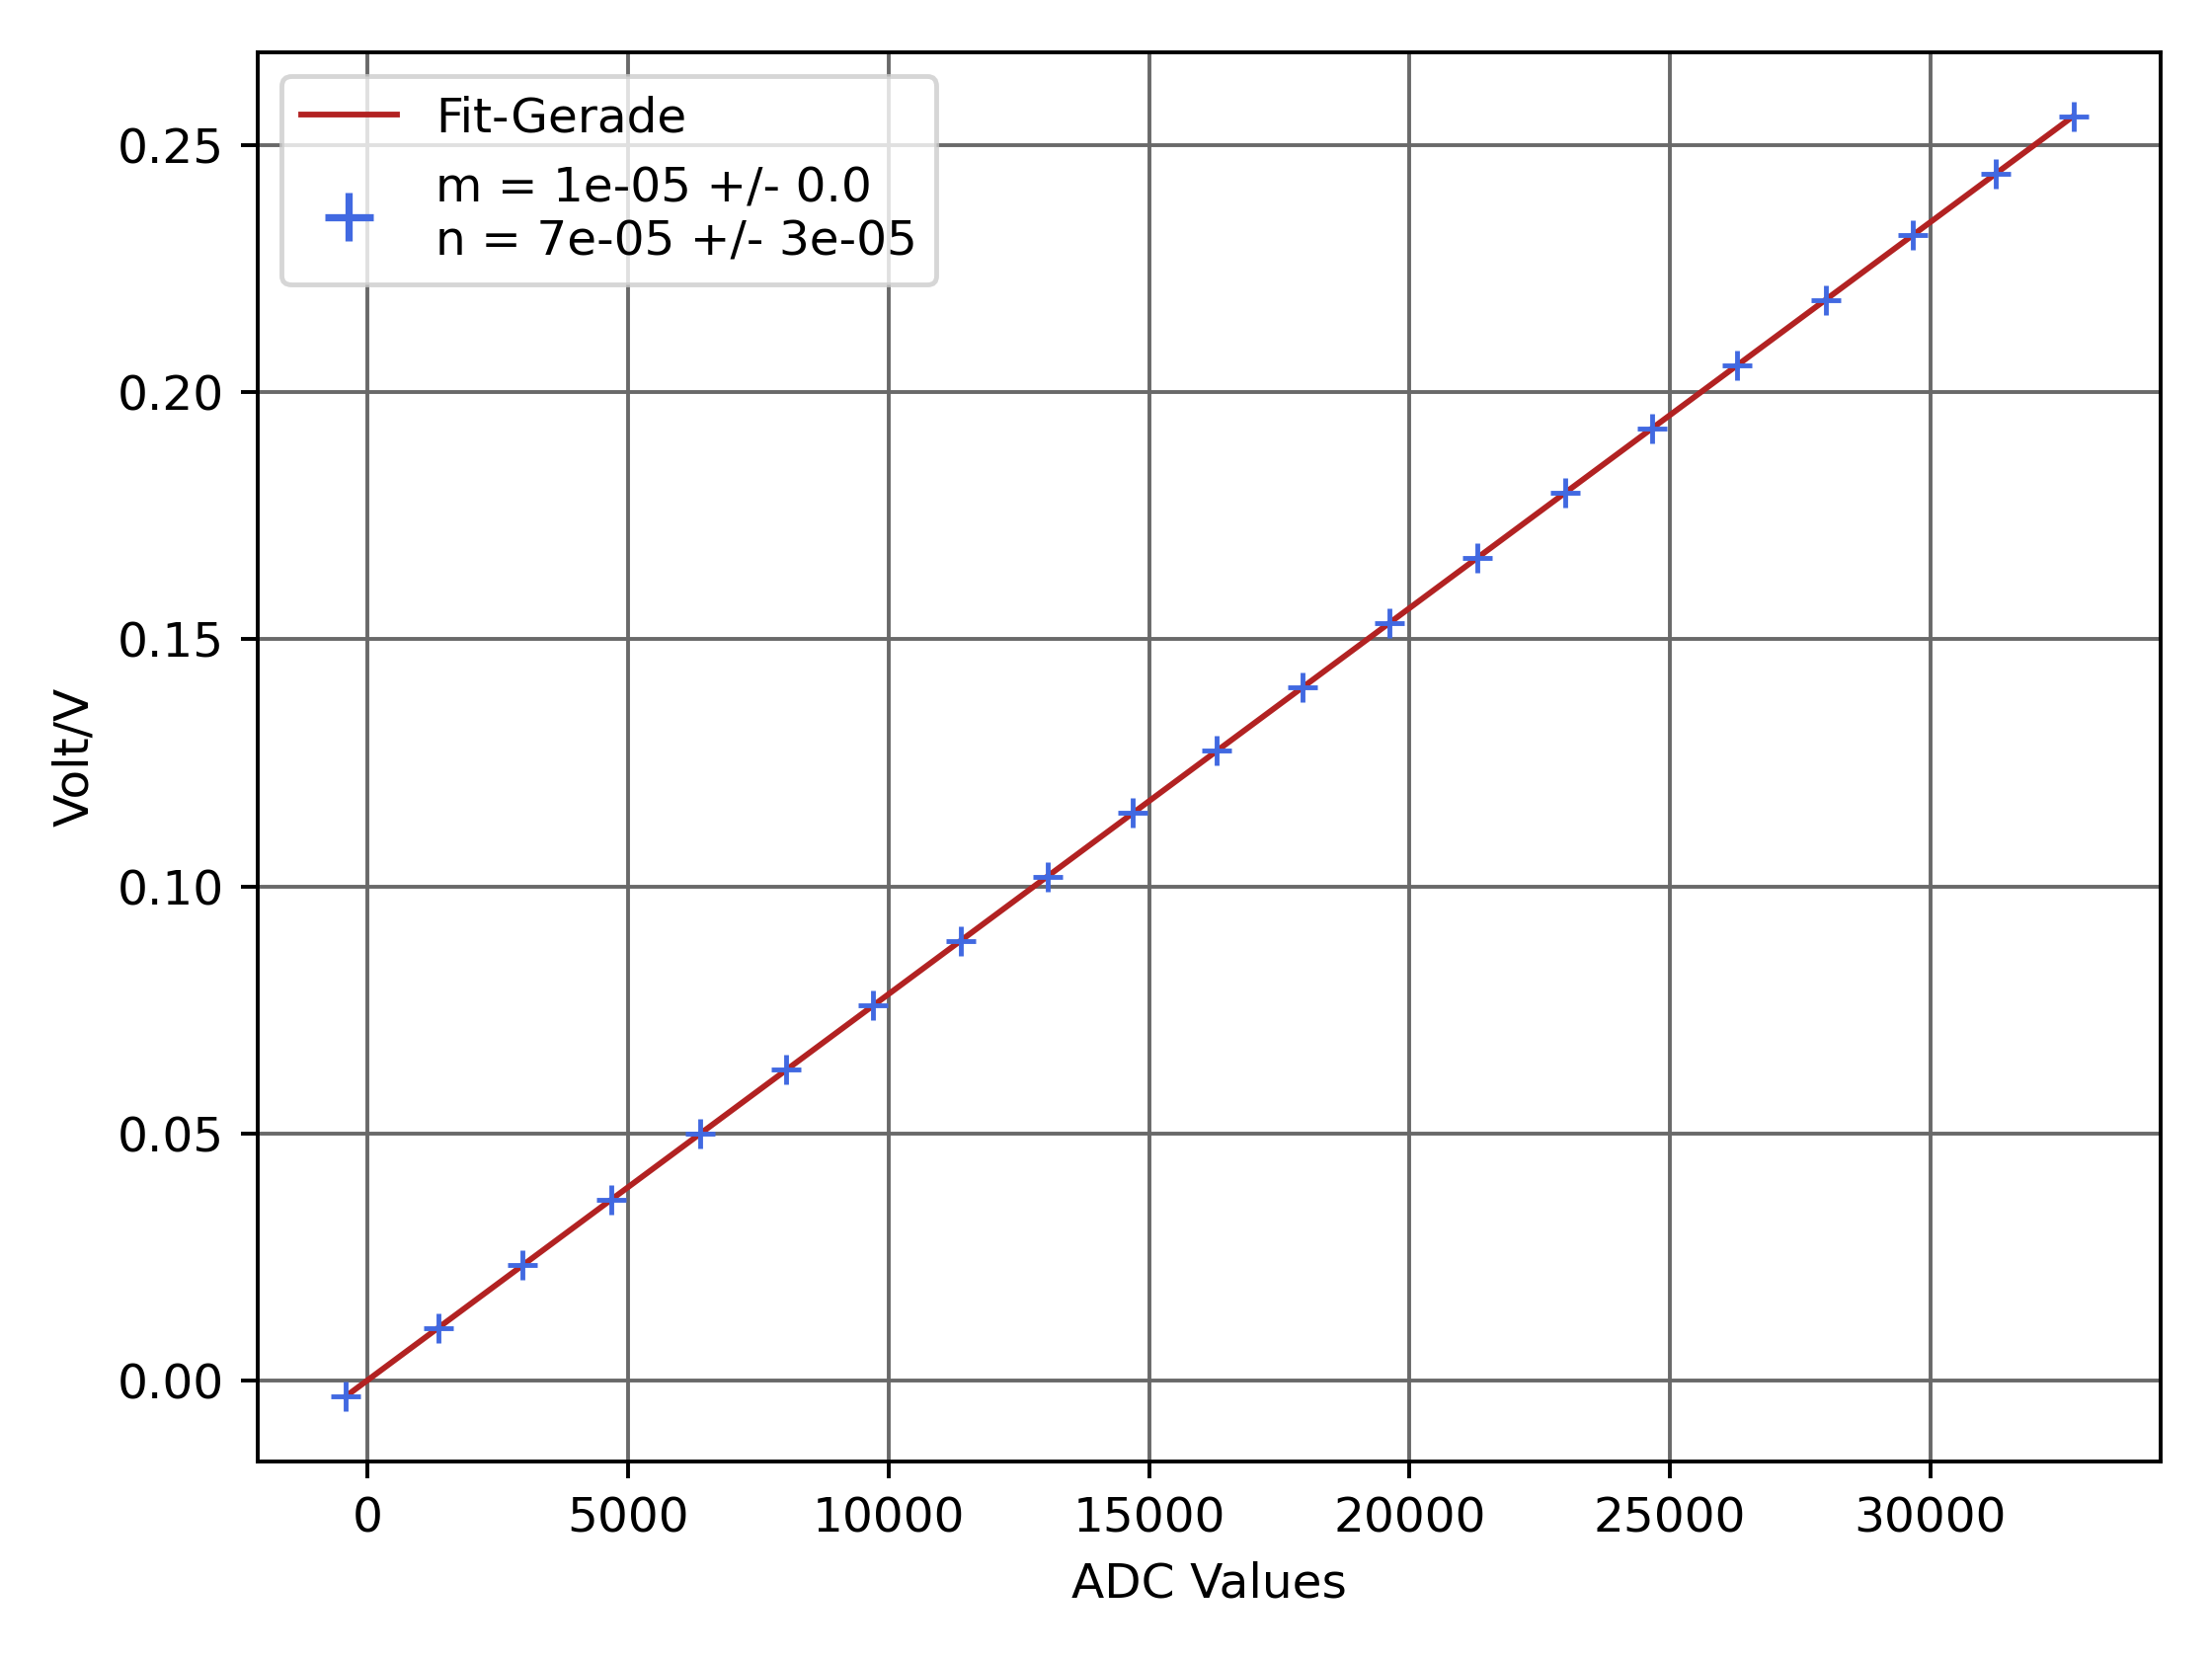 Fit-Gerade
m = 1e-05 +/- 0.0
n = 7e-05 +/- 3e-05
0.25
0.20
0.15
0.10
0.05
0.00
Volt/V
0 5000 10000 15000 20000 25000 30000
ADC Values